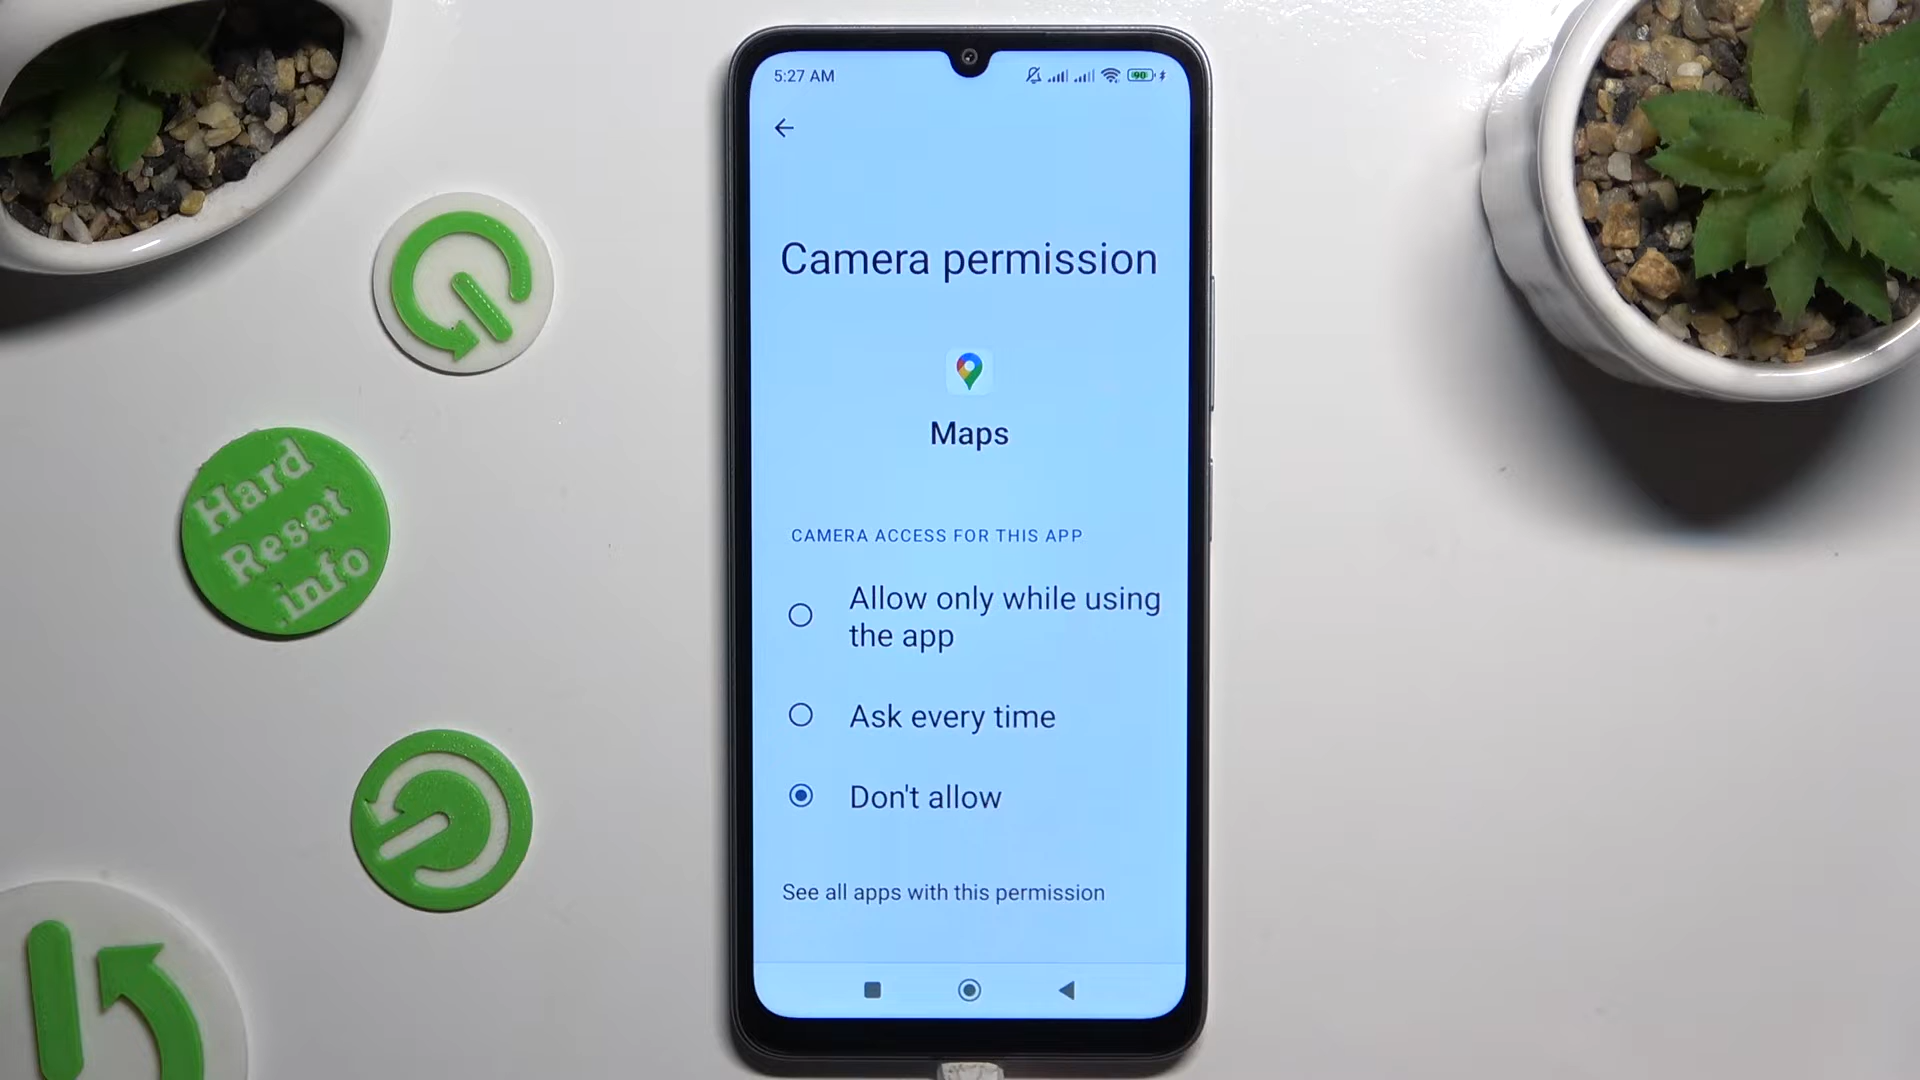 5:27 AM
90
Camera permission
Maps
CAMERA ACCESS FOR THIS APP
Allow only while using
the app
Ask every time
Don't allow
See all apps with this permission
Hard
Reset
info